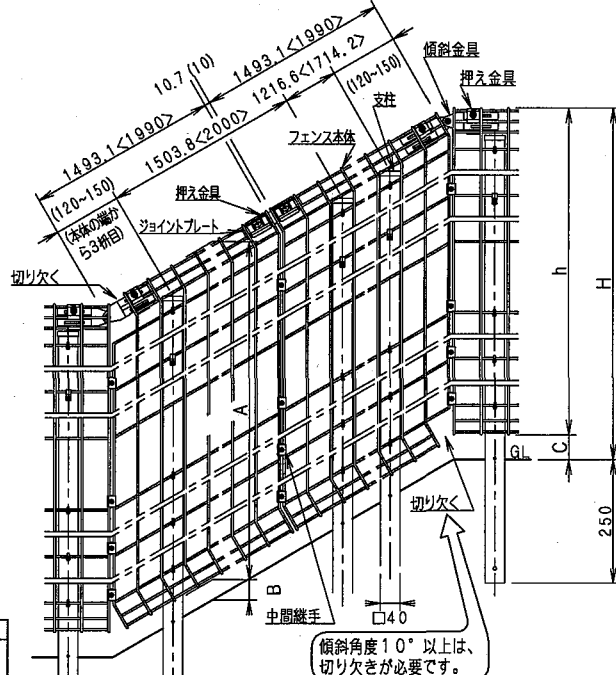 1493.1<1990>
10.7(10)
1216.6<1714.2>
(120~150)
傾斜金具
押え金具
支柱
1493.1<1990>
1503.8<2000>
フェンス本体
(120~150)
(本体の端か
ら3桝目)
押え金具
ジョイントプレート
切り欠く
h
H
A
C
GL
切り欠く
250
B
中間継手
□40
傾斜角度10°以上は、
切り欠きが必要です。